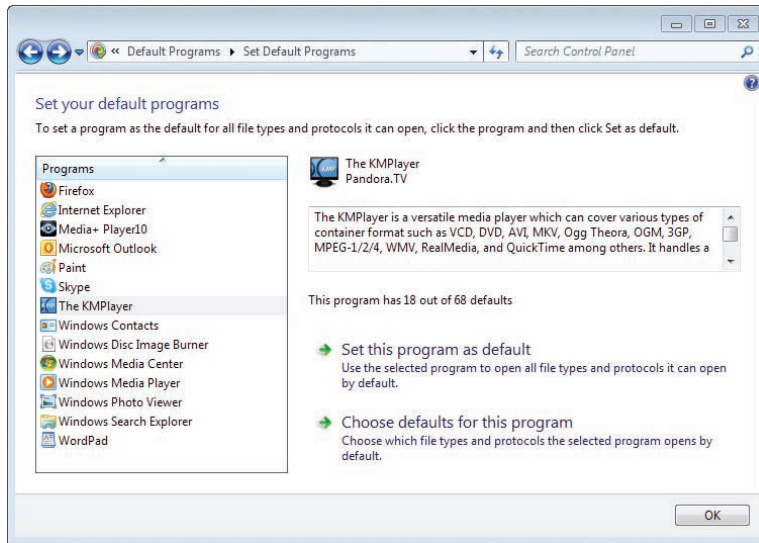 « Default Programs ▸ Set Default Programs
Search Control Panel
Set your default programs
To set a program as the default for all file types and protocols it can open, click the program and then click Set as default.
Programs
Firefox
Internet Explorer
Media+ Player10
Microsoft Outlook
Paint
Skype
The KMPlayer
Windows Contacts
Windows Disc Image Burner
Windows Media Center
Windows Media Player
Windows Photo Viewer
Windows Search Explorer
WordPad
KMP
The KMPlayer
Pandora.TV
The KMPlayer is a versatile media player which can cover various types of
container format such as VCD, DVD, AVI, MKV, Ogg Theora, OGM, 3GP,
MPEG-1/2/4, WMV, RealMedia, and QuickTime among others. It handles a
This program has 18 out of 68 defaults
Set this program as default
Use the selected program to open all file types and protocols it can open
by default.
Choose defaults for this program
Choose which file types and protocols the selected program opens by
default.
OK